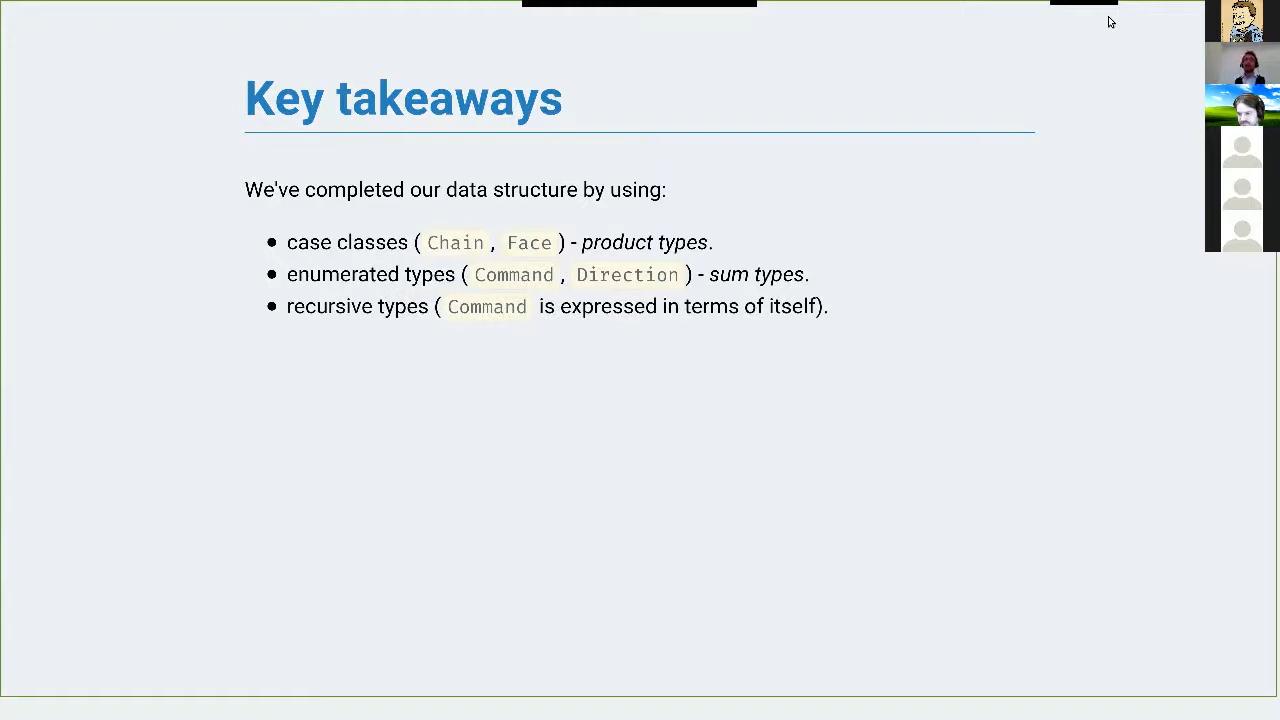 Key takeaways
We've completed our data structure by using:
case classes ( Chain , Face ) - product types.
enumerated types ( Command , Direction ) - sum types.
recursive types ( Command is expressed in terms of itself).